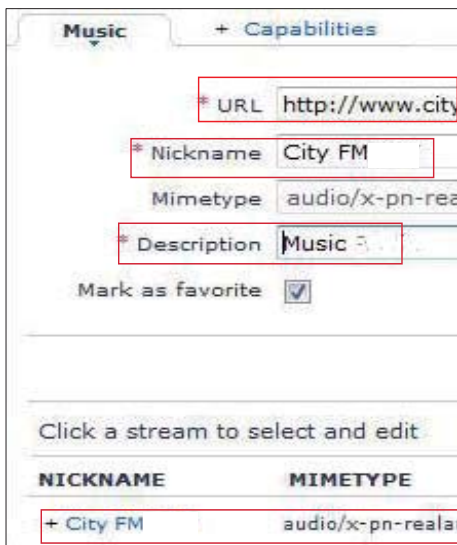 Music + Capabilities
* URL http://www.city
* Nickname City FM
Mimetype audio/x-pn-rea
* Description Music
Mark as favorite
Click a stream to select and edit
NICKNAME MIMETYPE
+ City FM audio/x-pn-reala